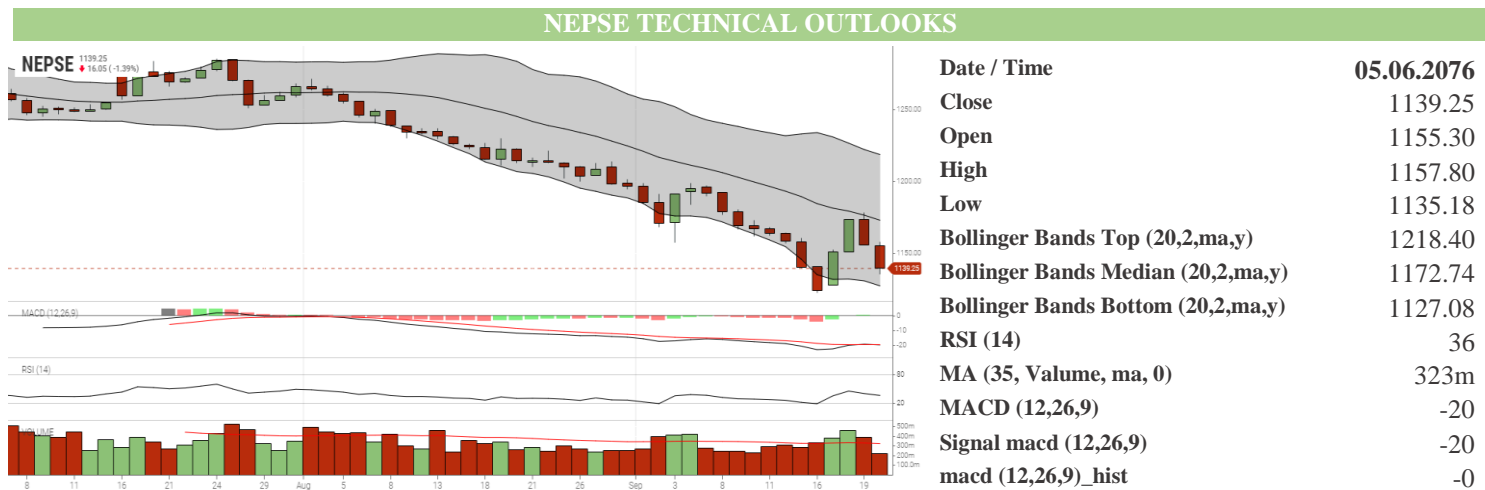 NEPSE TECHNICAL OUTLOOKS
NEPSE 1139.25
16.05 (-1.39%)
1250.00
1200.00
1150.00
1139.25
MACD (12,26,9)
0
-10
-20
RSI (14)
80
20
VOLUME
500m
400m
300m
200m
100.0m
8 11 16 21 24 29 Aug 5 8 13 18 21 26 Sep 3 8 11 16 19
Date / Time 05.06.2076
Close 1139.25
Open 1155.30
High 1157.80
Low 1135.18
Bollinger Bands Top (20,2,ma,y) 1218.40
Bollinger Bands Median (20,2,ma,y) 1172.74
Bollinger Bands Bottom (20,2,ma,y) 1127.08
RSI (14) 36
MA (35, Valume, ma, 0) 323m
MACD (12,26,9) -20
Signal macd (12,26,9) -20
macd (12,26,9)_hist -0